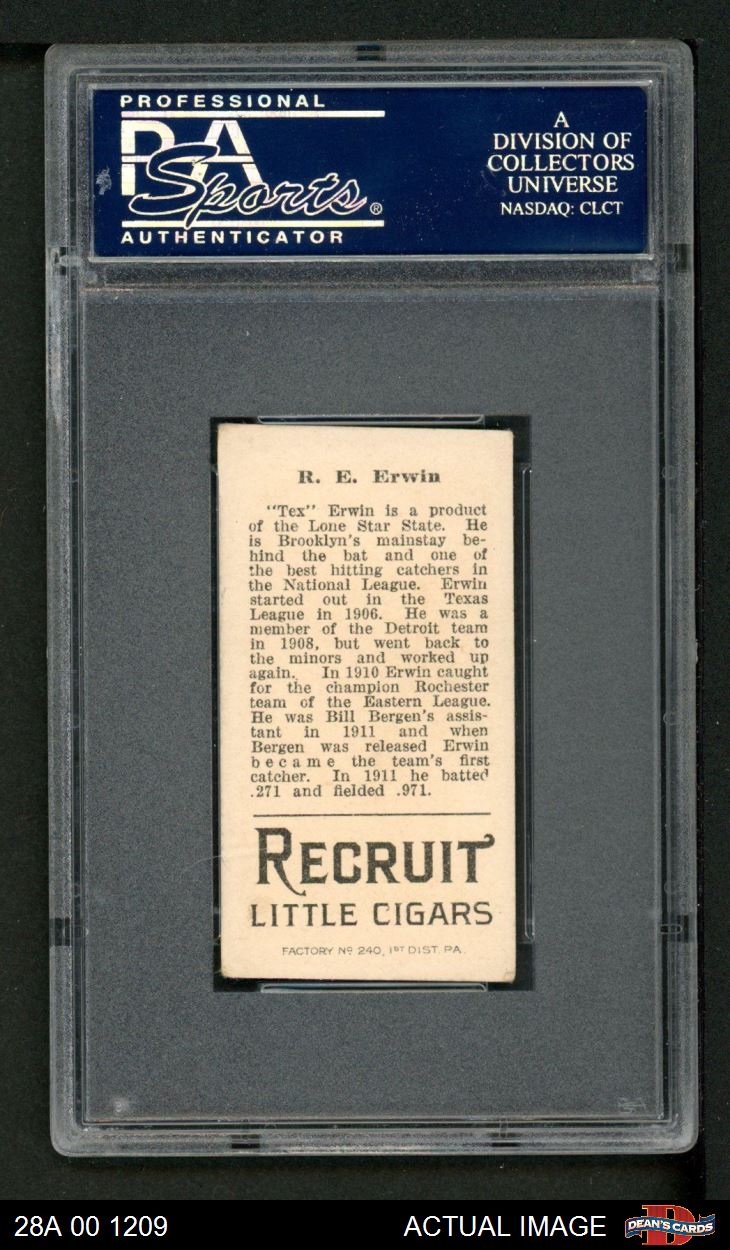 PROFESSIONAL
PSA
Sports®
AUTHENTICATOR
A
DIVISION OF
COLLECTORS
UNIVERSE
NASDAQ: CLCT
R. E. Erwin
"Tex" Erwin is a product
of the Lone Star State. He
is Brooklyn's mainstay be-
hind the bat and one of
the best hitting catchers in
the National League. Erwin
started out in the Texas
League in 1906. He was a
member of the Detroit team
in 1908, but went back to
the minors and worked up
again. In 1910 Erwin caught
for the champion Rochester
team of the Eastern League.
He was Bill Bergen's assis-
tant in 1911 and when
Bergen was released Erwin
became the team's first
catcher. In 1911 he batted
.271 and fielded .971.
RECRUIT
LITTLE CIGARS
FACTORY Nº 240, 1ST DIST. PA.
28A 00 1209
ACTUAL IMAGE
DEAN'S CARDS